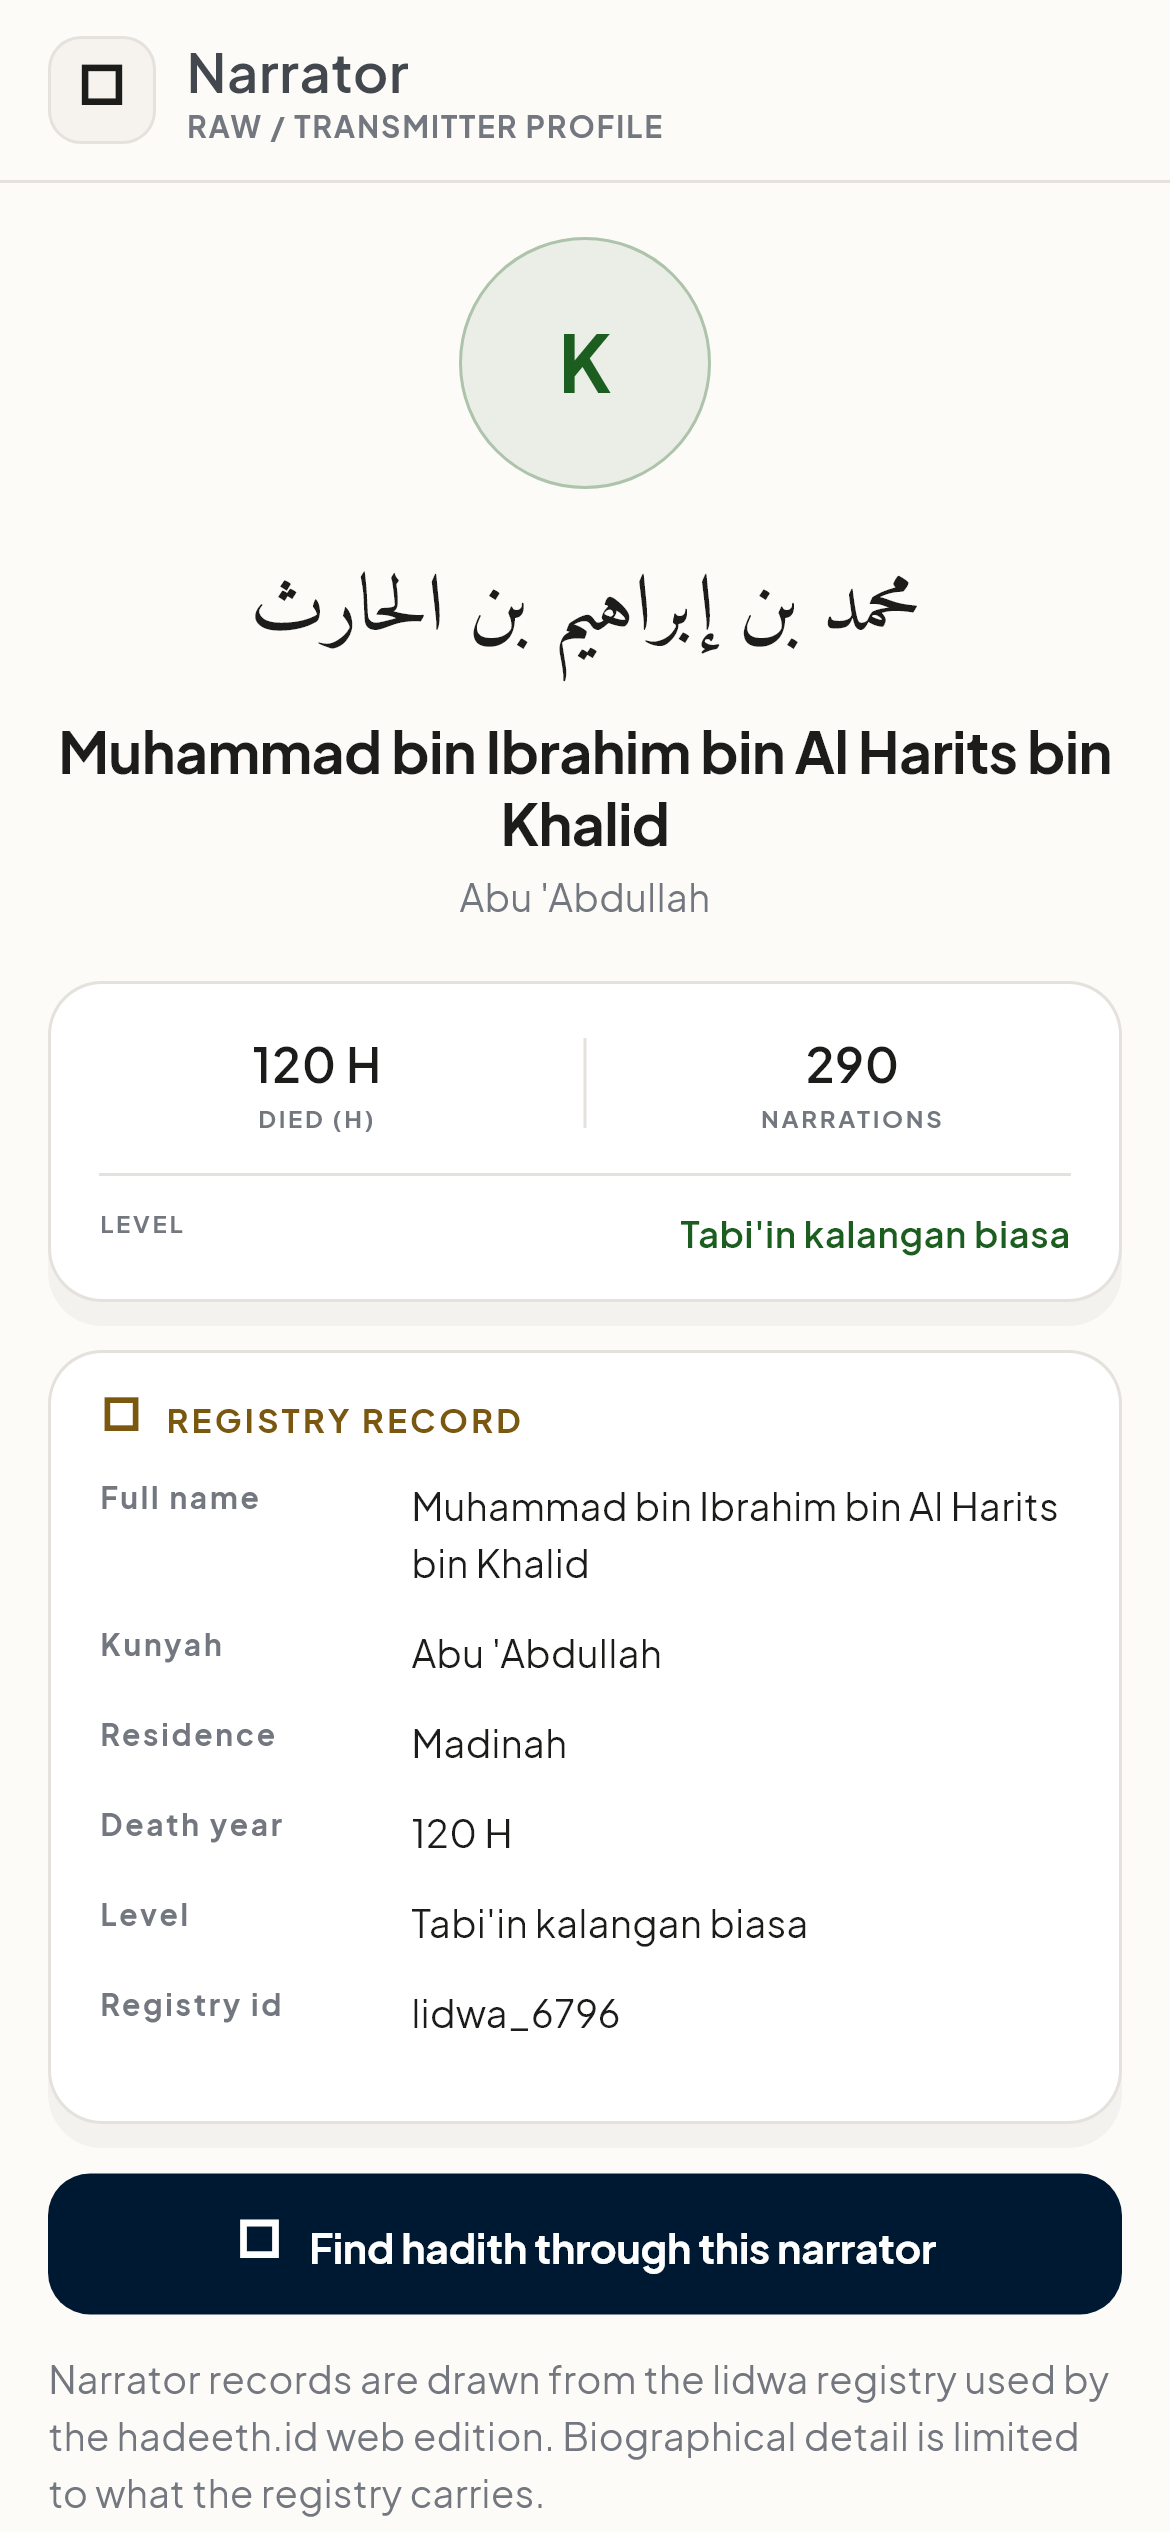 Narrator
RAW / TRANSMITTER PROFILE
K
محمد بن إبراهيم بن الحارث
Muhammad bin Ibrahim bin Al Harits bin
Khalid
Abu 'Abdullah
120 H
DIED (H)
290
NARRATIONS
LEVEL
Tabi'in kalangan biasa
REGISTRY RECORD
Full name
Muhammad bin Ibrahim bin Al Harits
bin Khalid
Kunyah
Abu 'Abdullah
Residence
Madinah
Death year
120 H
Level
Tabi'in kalangan biasa
Registry id
lidwa_6796
Find hadith through this narrator
Narrator records are drawn from the lidwa registry used by
the hadeeth.id web edition. Biographical detail is limited
to what the registry carries.